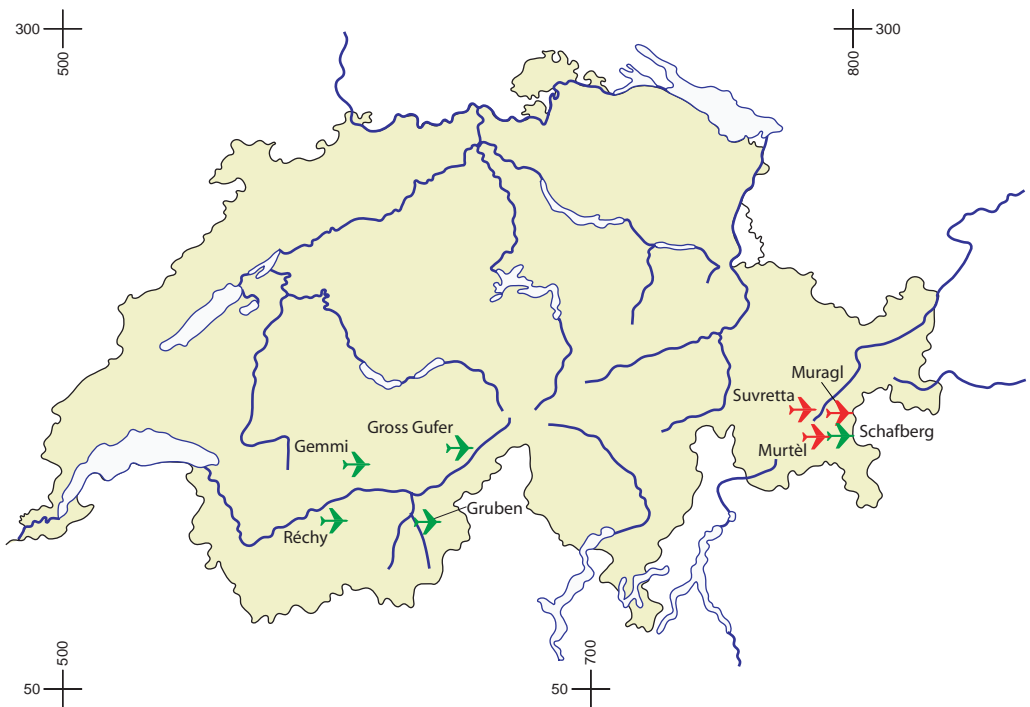 300
500
300
800
Muragl
Suvretta
Gross Gufer
Schafberg
Gemmi
Murtèl
Gruben
Réchy
500
700
50
50